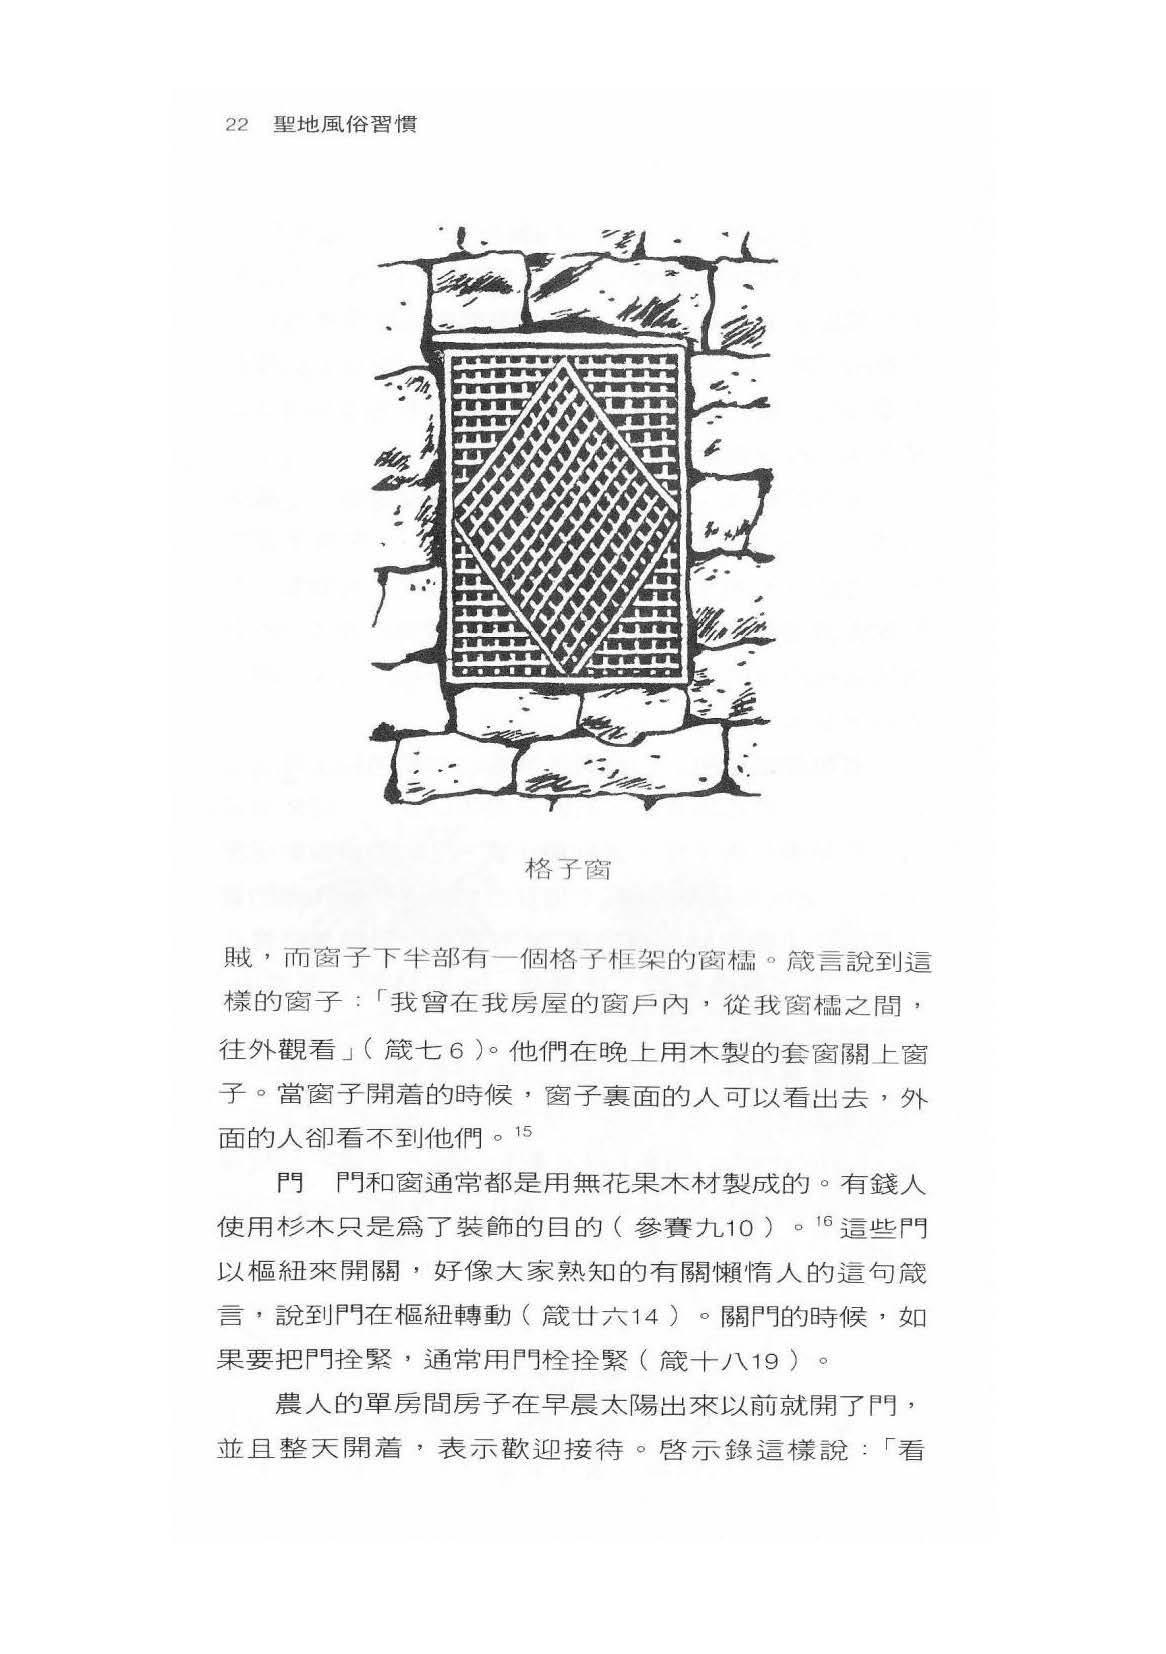 22 聖地風俗習慣
格子窗
賊，而窗子下半部有一個格子框架的窗櫺。箴言說到這
樣的窗子：「我曾在我房屋的窗戶內，從我窗櫺之間，
往外觀看」（箴七6）。他們在晚上用木製的套窗關上窗
子。當窗子開着的時候，窗子裏面的人可以看出去，外
面的人卻看不到他們。15
門　門和窗通常都是用無花果木材製成的。有錢人
使用杉木只是爲了裝飾的目的（參賽九10）。16這些門
以樞紐來開關，好像大家熟知的有關懶惰人的這句箴
言，說到門在樞紐轉動（箴廿六14）。關門的時候，如
果要把門拴緊，通常用門栓拴緊（箴十八19）。
農人的單房間房子在早晨太陽出來以前就開了門，
並且整天開着，表示歡迎接待。啓示錄這樣說：「看